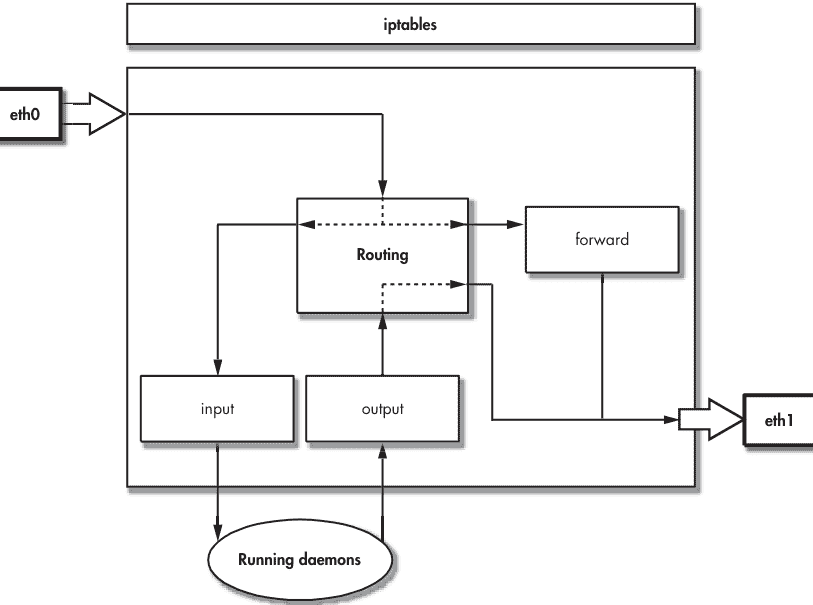 iptables
eth0
forward
Routing
input
output
eth1
Running daemons